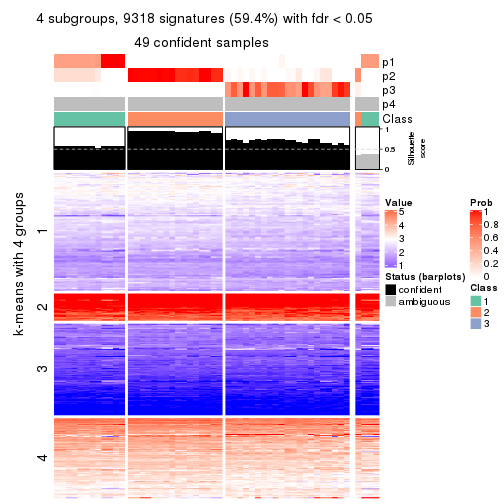 4 subgroups, 9318 signatures (59.4%) with fdr < 0.05
49 confident samples
p1
p2
p3
p4
Class
1
0.5
0
Silhouette
score
k-means with 4 groups
1
2
3
4
Value
5
4
3
2
1
Status (barplots)
confident
ambiguous
Prob
1
0.8
0.6
0.4
0.2
0
Class
1
2
3